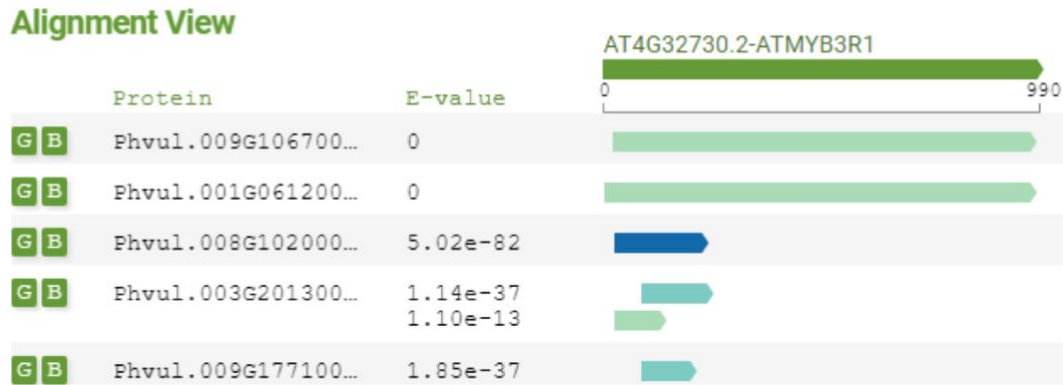 Alignment View
AT4G32730.2-ATMYB3R1
0 990
Protein E-value
G B Phvul.009G106700… 0
G B Phvul.001G061200… 0
G B Phvul.008G102000… 5.02e-82
G B Phvul.003G201300… 1.14e-37
1.10e-13
G B Phvul.009G177100… 1.85e-37